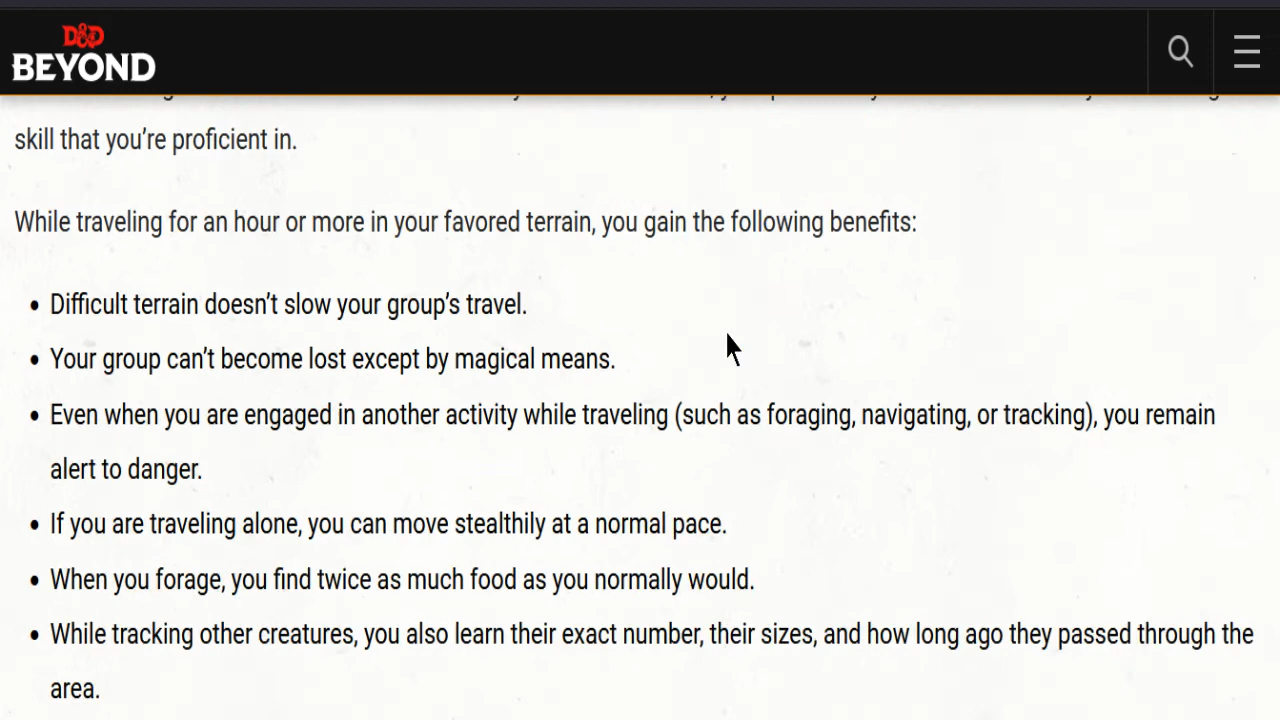 D&D
BEYOND
skill that you’re proficient in.
While traveling for an hour or more in your favored terrain, you gain the following benefits:
• Difficult terrain doesn’t slow your group’s travel.
• Your group can’t become lost except by magical means.
• Even when you are engaged in another activity while traveling (such as foraging, navigating, or tracking), you remain
alert to danger.
• If you are traveling alone, you can move stealthily at a normal pace.
• When you forage, you find twice as much food as you normally would.
• While tracking other creatures, you also learn their exact number, their sizes, and how long ago they passed through the
area.